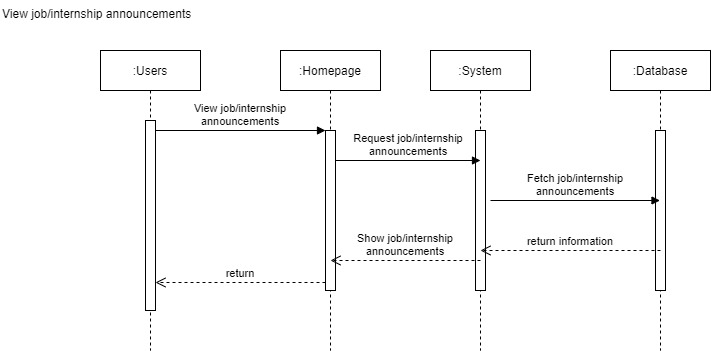 View job/internship announcements
:Users
:Homepage
:System
:Database
View job/internship
announcements
Request job/internship
announcements
Fetch job/internship
announcements
Show job/internship
announcements
return information
return